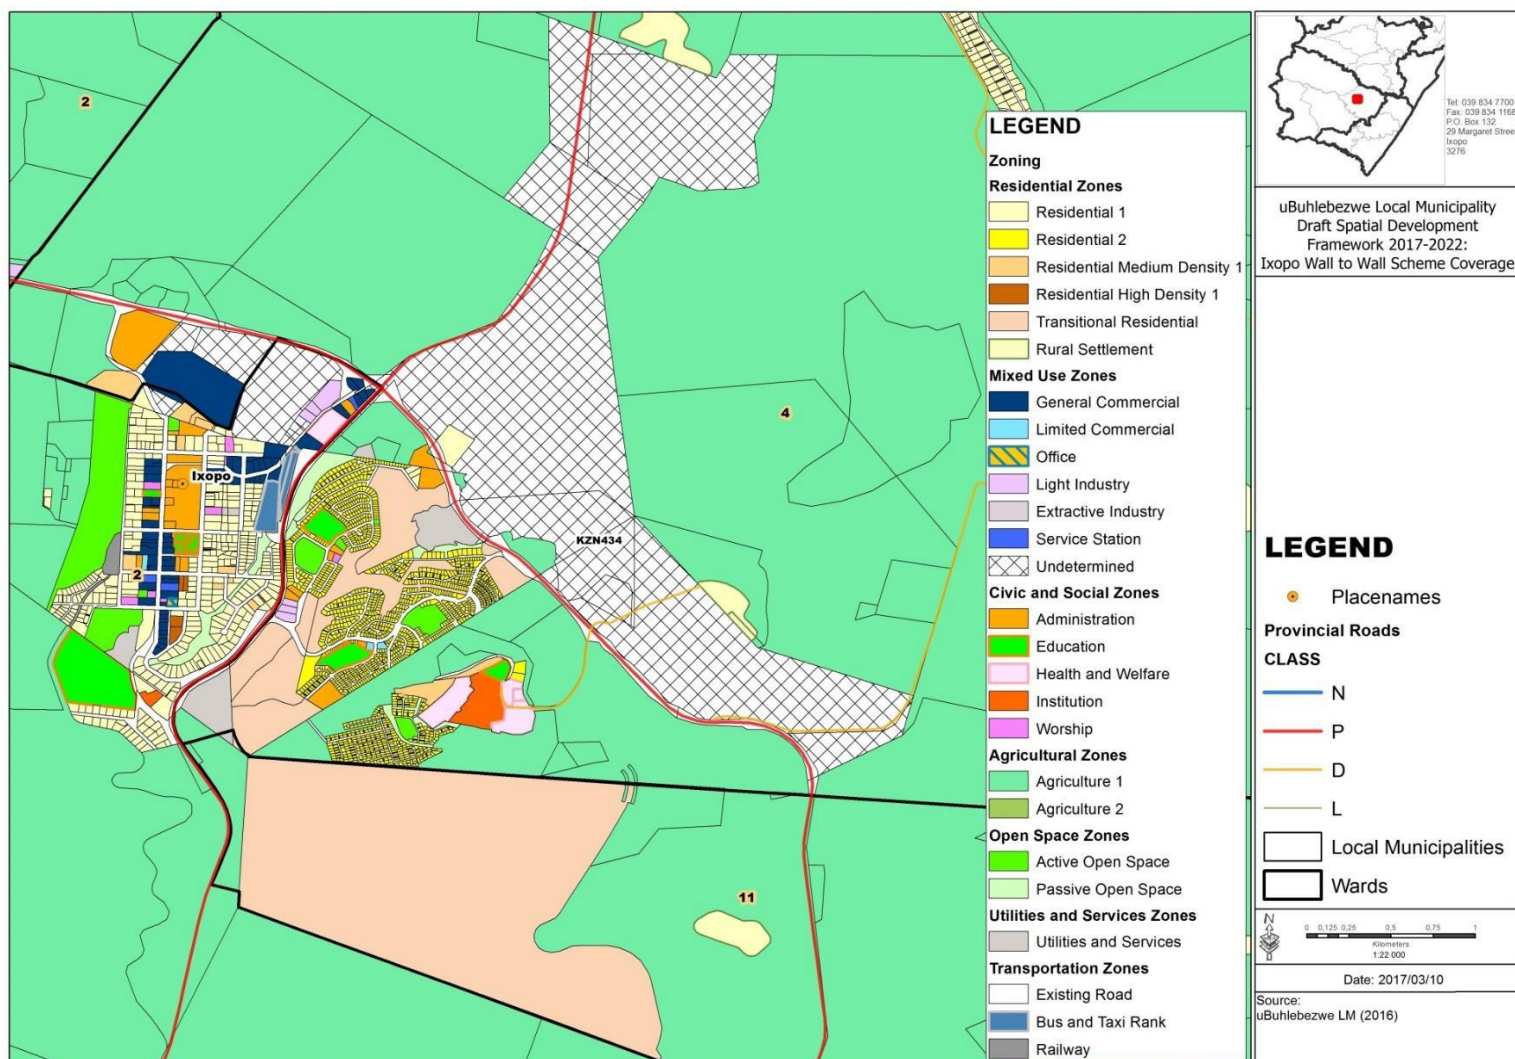 2
4
KZN434
Ixopo
2
11
LEGEND
Zoning
Residential Zones
Residential 1
Residential 2
Residential Medium Density 1
Residential High Density 1
Transitional Residential
Rural Settlement
Mixed Use Zones
General Commercial
Limited Commercial
Office
Light Industry
Extractive Industry
Service Station
Undetermined
Civic and Social Zones
Administration
Education
Health and Welfare
Institution
Worship
Agricultural Zones
Agriculture 1
Agriculture 2
Open Space Zones
Active Open Space
Passive Open Space
Utilities and Services Zones
Utilities and Services
Transportation Zones
Existing Road
Bus and Taxi Rank
Railway
Tel: 039 834 7700
Fax: 039 834 1168
P.O. Box 132
29 Margaret Stree
Ixopo
3276
uBuhlebezwe Local Municipality
Draft Spatial Development
Framework 2017-2022:
Ixopo Wall to Wall Scheme Coverage
LEGEND
Placenames
Provincial Roads
CLASS
N
P
D
L
Local Municipalities
Wards
N
0 0,125 0,25 0,5 0,75 1
Kilometers
1:22 000
Date: 2017/03/10
Source:
uBuhlebezwe LM (2016)